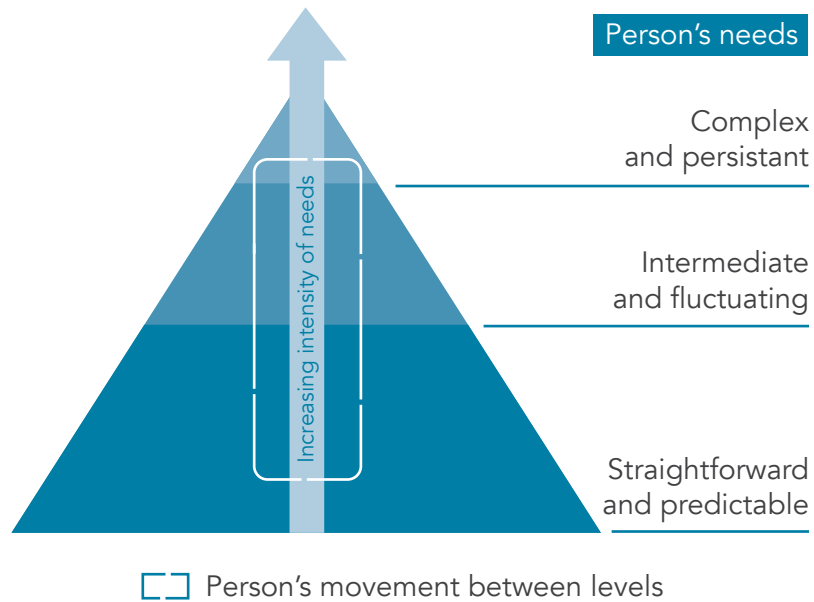 Person's needs
Complex
and persistant
Increasing intensity of needs
Intermediate
and fluctuating
Straightforward
and predictable
Person's movement between levels